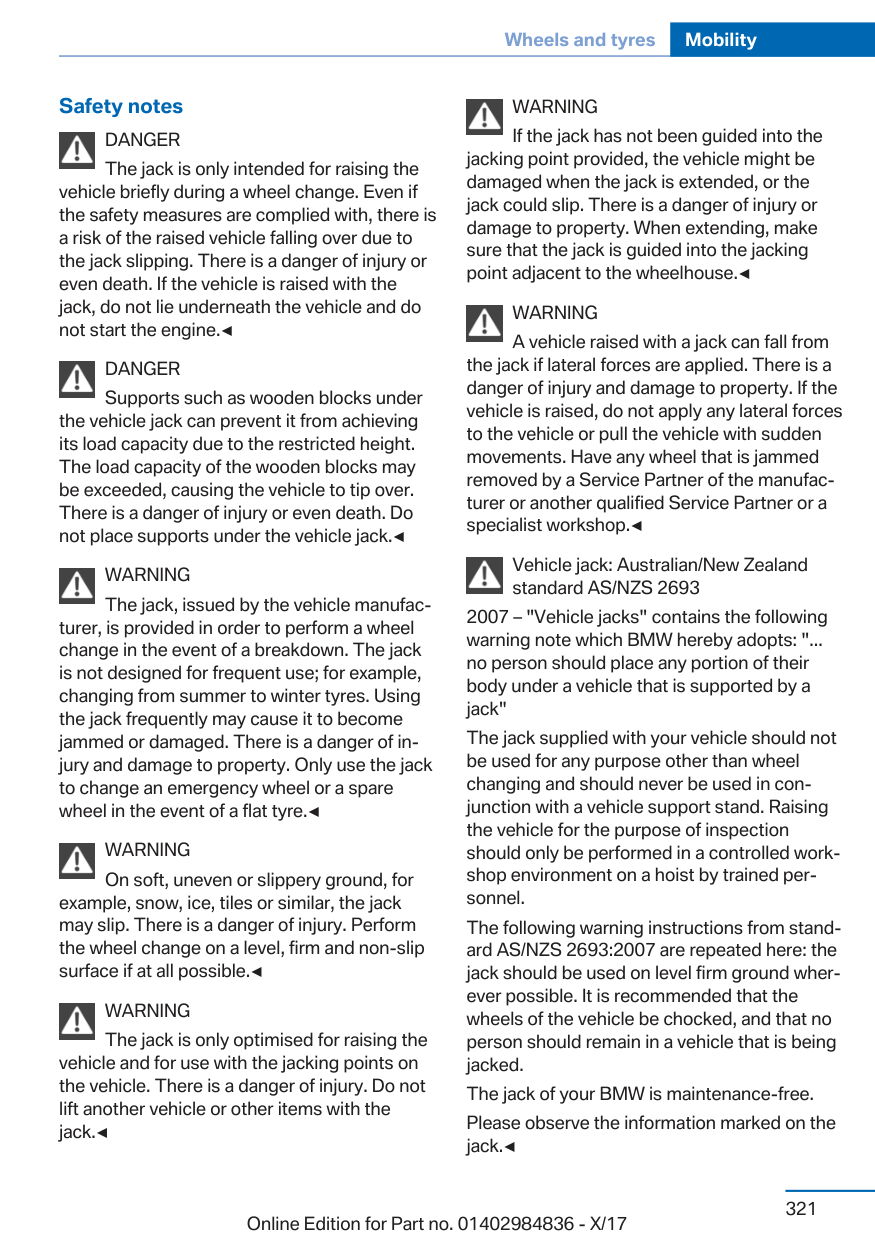 Wheels and tyres Mobility
Safety notes
DANGER
The jack is only intended for raising the
vehicle briefly during a wheel change. Even if
the safety measures are complied with, there is
a risk of the raised vehicle falling over due to
the jack slipping. There is a danger of injury or
even death. If the vehicle is raised with the
jack, do not lie underneath the vehicle and do
not start the engine.◄
DANGER
Supports such as wooden blocks under
the vehicle jack can prevent it from achieving
its load capacity due to the restricted height.
The load capacity of the wooden blocks may
be exceeded, causing the vehicle to tip over.
There is a danger of injury or even death. Do
not place supports under the vehicle jack.◄
WARNING
The jack, issued by the vehicle manufac-
turer, is provided in order to perform a wheel
change in the event of a breakdown. The jack
is not designed for frequent use; for example,
changing from summer to winter tyres. Using
the jack frequently may cause it to become
jammed or damaged. There is a danger of in-
jury and damage to property. Only use the jack
to change an emergency wheel or a spare
wheel in the event of a flat tyre.◄
WARNING
On soft, uneven or slippery ground, for
example, snow, ice, tiles or similar, the jack
may slip. There is a danger of injury. Perform
the wheel change on a level, firm and non-slip
surface if at all possible.◄
WARNING
The jack is only optimised for raising the
vehicle and for use with the jacking points on
the vehicle. There is a danger of injury. Do not
lift another vehicle or other items with the
jack.◄
WARNING
If the jack has not been guided into the
jacking point provided, the vehicle might be
damaged when the jack is extended, or the
jack could slip. There is a danger of injury or
damage to property. When extending, make
sure that the jack is guided into the jacking
point adjacent to the wheelhouse.◄
WARNING
A vehicle raised with a jack can fall from
the jack if lateral forces are applied. There is a
danger of injury and damage to property. If the
vehicle is raised, do not apply any lateral forces
to the vehicle or pull the vehicle with sudden
movements. Have any wheel that is jammed
removed by a Service Partner of the manufac-
turer or another qualified Service Partner or a
specialist workshop.◄
Vehicle jack: Australian/New Zealand
standard AS/NZS 2693
2007 – "Vehicle jacks" contains the following
warning note which BMW hereby adopts: "...
no person should place any portion of their
body under a vehicle that is supported by a
jack"
The jack supplied with your vehicle should not
be used for any purpose other than wheel
changing and should never be used in con-
junction with a vehicle support stand. Raising
the vehicle for the purpose of inspection
should only be performed in a controlled work-
shop environment on a hoist by trained per-
sonnel.
The following warning instructions from stand-
ard AS/NZS 2693:2007 are repeated here: the
jack should be used on level firm ground wher-
ever possible. It is recommended that the
wheels of the vehicle be chocked, and that no
person should remain in a vehicle that is being
jacked.
The jack of your BMW is maintenance-free.
Please observe the information marked on the
jack.◄
321
Online Edition for Part no. 01402984836 - X/17